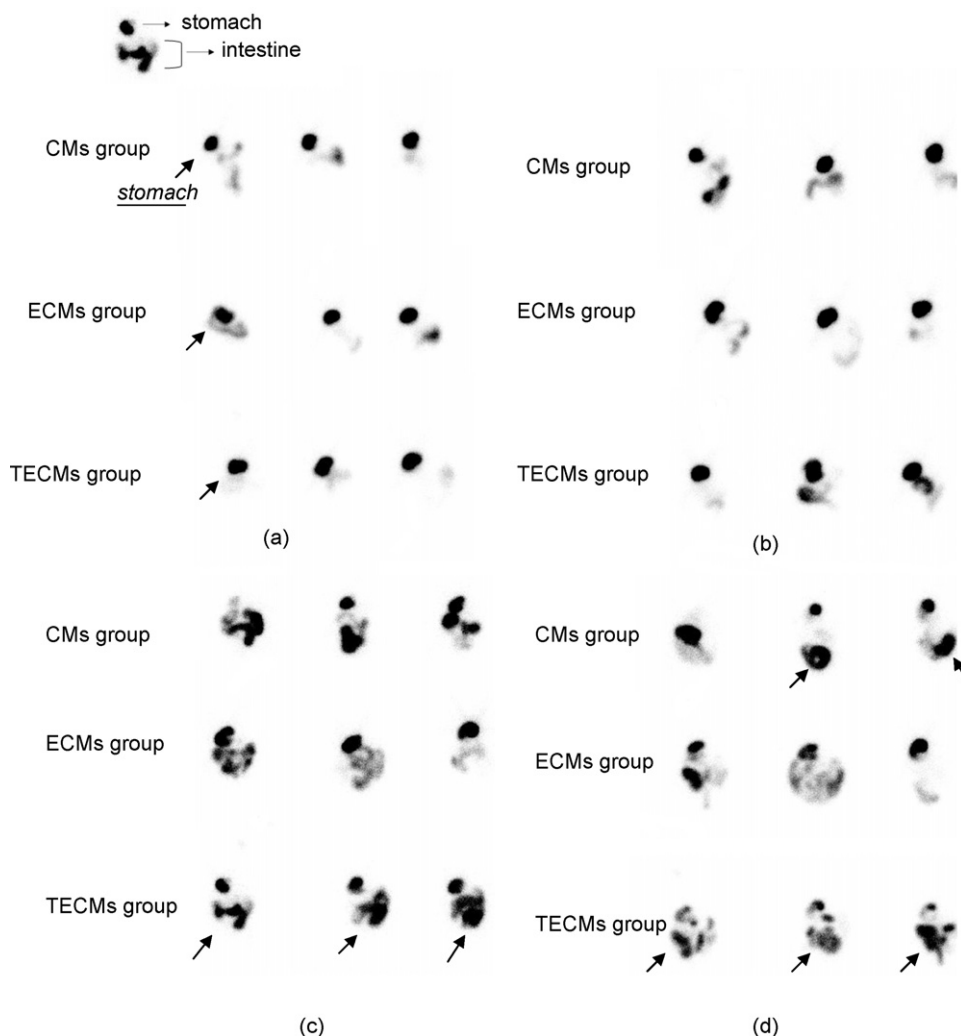 stomach
intestine
CMs group
stomach
ECMs group
TECMs group
(a)
CMs group
ECMs group
TECMs group
(b)
CMs group
ECMs group
TECMs group
(c)
CMs group
ECMs group
TECMs group
(d)